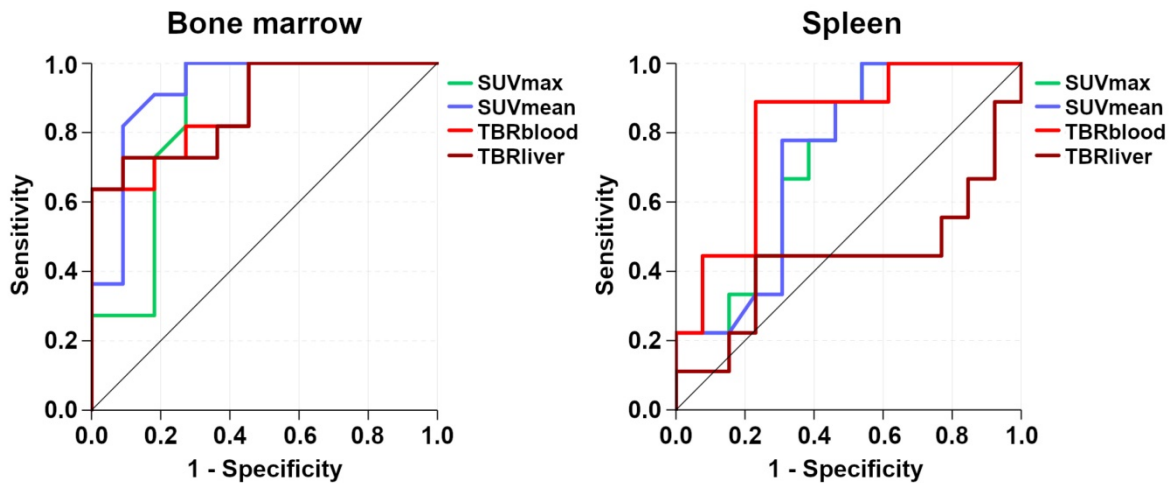 Bone marrow
Sensitivity
1.0
0.8
0.6
0.4
0.2
0.0
0.0 0.2 0.4 0.6 0.8 1.0
1 - Specificity
SUVmax
SUVmean
TBRblood
TBRliver
Spleen
Sensitivity
1.0
0.8
0.6
0.4
0.2
0.0
0.0 0.2 0.4 0.6 0.8 1.0
1 - Specificity
SUVmax
SUVmean
TBRblood
TBRliver